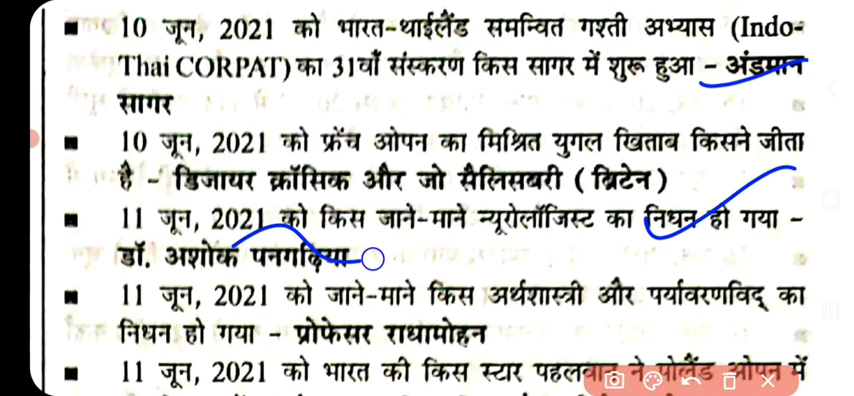 ■ 10 जून, 2021 को भारत-थाईलैंड समन्वित गश्ती अभ्यास (Indo-
Thai CORPAT) का 31वाँ संस्करण किस सागर में शुरू हुआ – अंडमान
सागर
■ 10 जून, 2021 को फ्रेंच ओपन का मिश्रित युगल खिताब किसने जीता
है – डिजायर क्रॉसिक और जो सैलिसबरी (ब्रिटेन)
■ 11 जून, 2021 को किस जाने-माने न्यूरोलॉजिस्ट का निधन हो गया –
डॉ. अशोक पनगढ़िया
■ 11 जून, 2021 को जाने-माने किस अर्थशास्त्री और पर्यावरणविद् का
निधन हो गया – प्रोफेसर राधामोहन
■ 11 जून, 2021 को भारत की किस स्टार पहलवान ने पोलैंड ओपन में